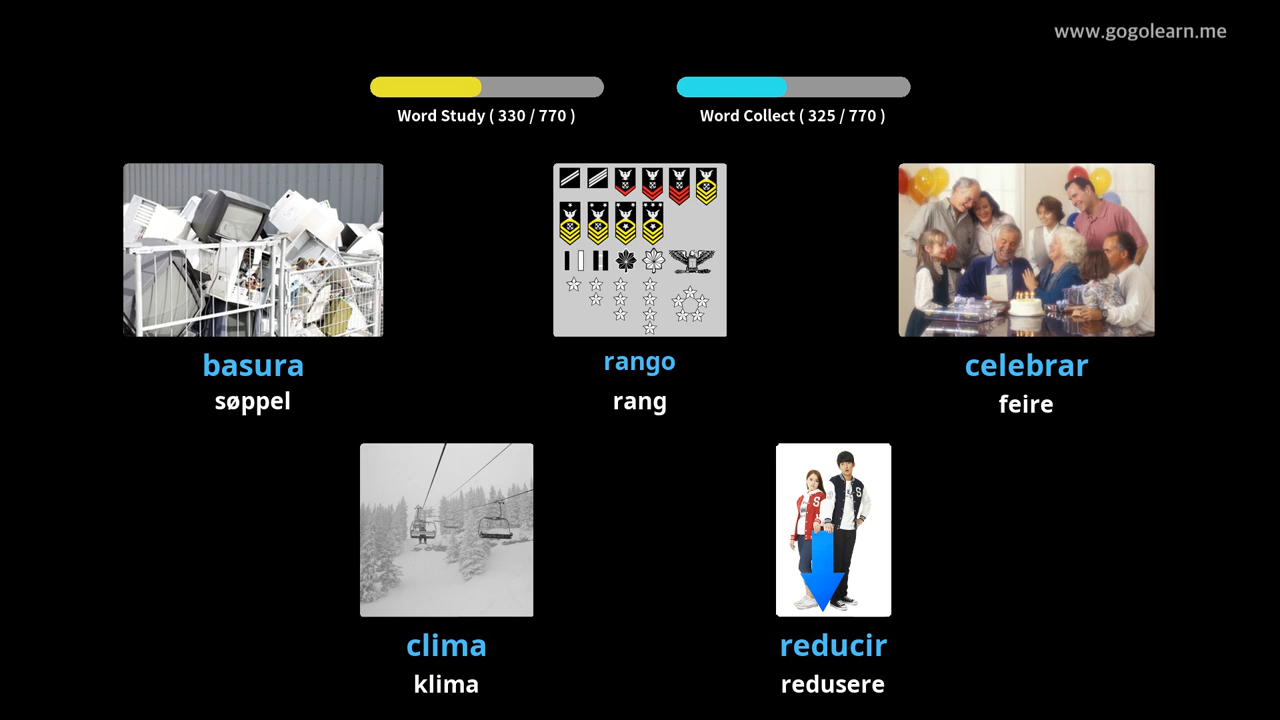 www.gogolearn.me
Word Study ( 330 / 770 )
Word Collect ( 325 / 770 )
basura
søppel
rango
rang
celebrar
feire
clima
klima
reducir
redusere